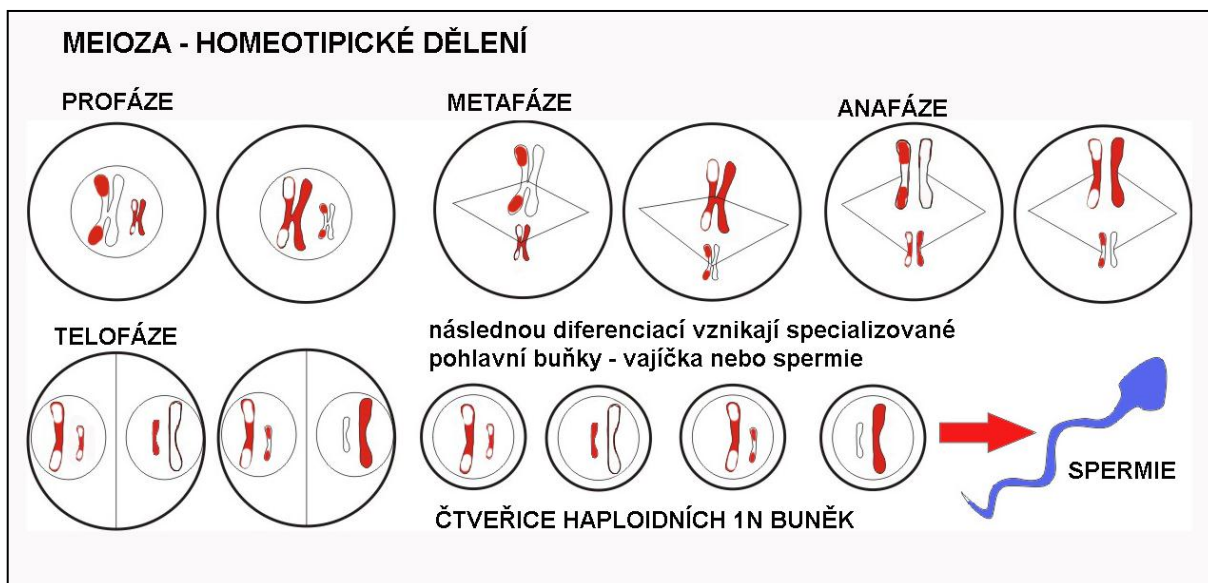 MEIOZA - HOMEOTIPICKÉ DĚLENÍ
PROFÁZE
METAFÁZE
ANAFÁZE
TELOFÁZE
následnou diferenciací vznikají specializované
pohlavní buňky - vajíčka nebo spermie
SPERMIE
ČTVEŘICE HAPLOIDNÍCH 1N BUNĚK